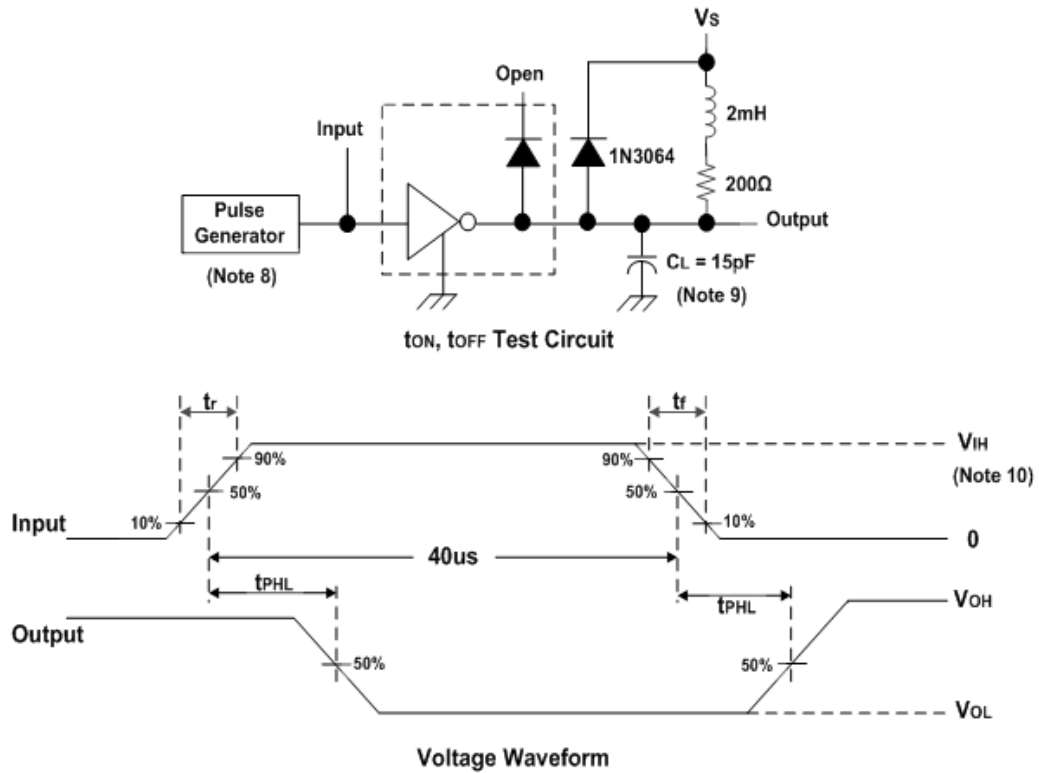 Vs
Open
2mH
Input
1N3064
200Ω
Pulse
Generator
Output
(Note 8)
CL = 15pF
(Note 9)
tON, tOFF Test Circuit
tr
tf
VIH
90%
90%
(Note 10)
50%
50%
Input
10%
10%
0
40us
tPHL
tPHL
VOH
Output
50%
50%
VOL
Voltage Waveform